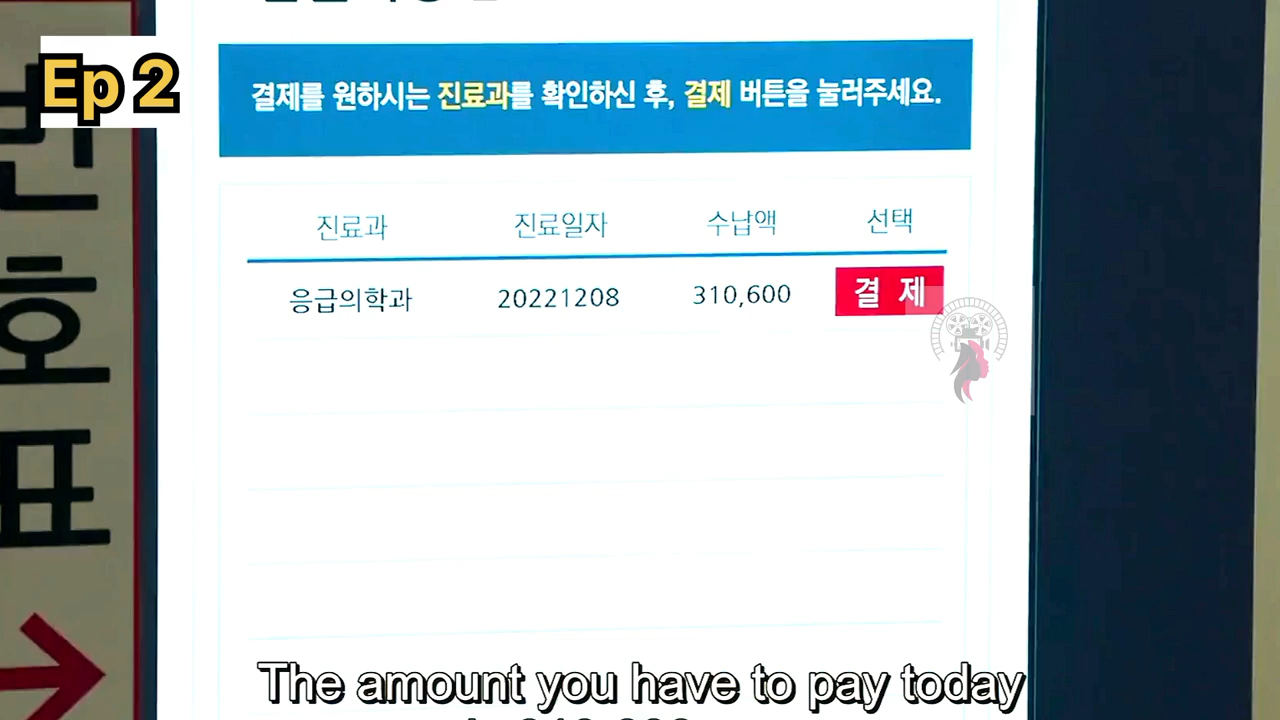 Ep 2
결제를 원하시는 진료과를 확인하신 후, 결제 버튼을 눌러주세요.
진료과 진료일자 수납액 선택
응급의학과 20221208 310,600 결 제
번호표
The amount you have to pay today